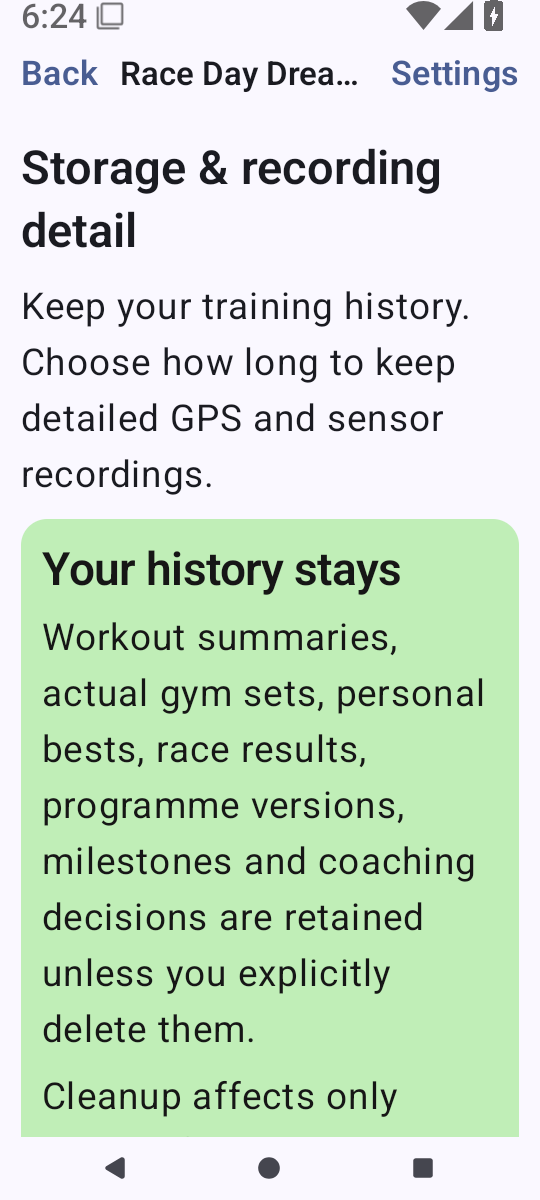 6:24
Back Race Day Drea... Settings
Storage & recording
detail
Keep your training history.
Choose how long to keep
detailed GPS and sensor
recordings.
Your history stays
Workout summaries,
actual gym sets, personal
bests, race results,
programme versions,
milestones and coaching
decisions are retained
unless you explicitly
delete them.
Cleanup affects only